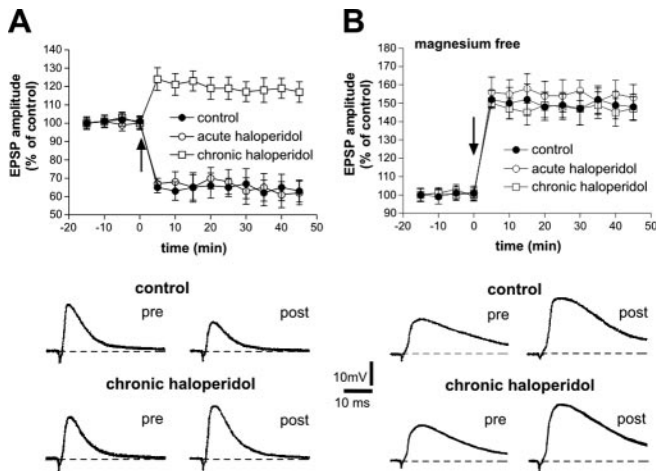 A
EPSP amplitude
(% of control)
140
130
120
110
100
90
80
70
60
control
acute haloperidol
chronic haloperidol
-20 -10 0 10 20 30 40 50
time (min)
control
pre post
chronic haloperidol
pre post
B
magnesium free
EPSP amplitude
(% of control)
180
170
160
150
140
130
120
110
100
90
control
acute haloperidol
chronic haloperidol
-20 -10 0 10 20 30 40 50
time (min)
control
pre post
10mV
10 ms
chronic haloperidol
pre post